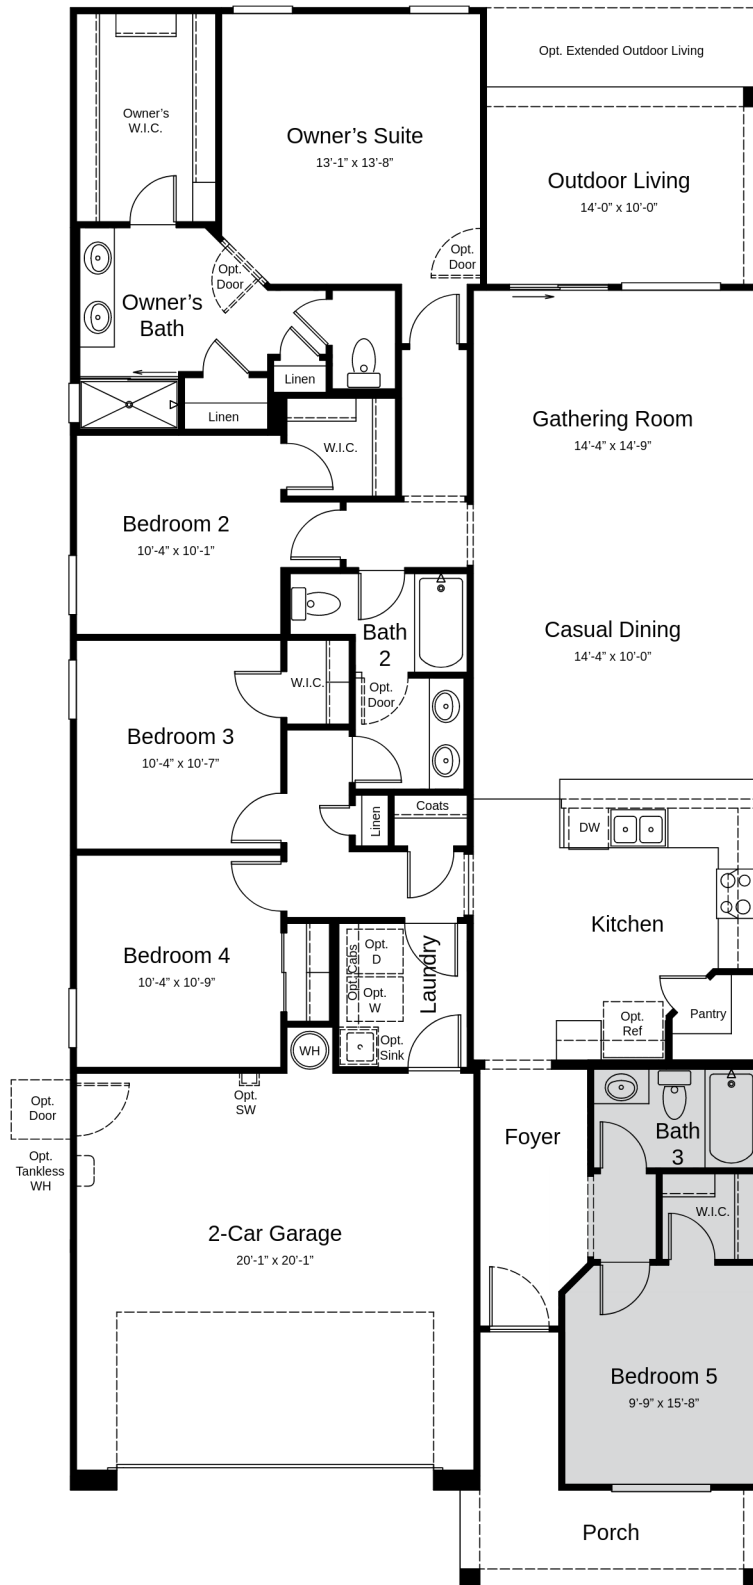 Opt. Extended Outdoor Living
Owner's
W.I.C.
Owner's Suite
13'-1" x 13'-8"
Outdoor Living
14'-0" x 10'-0"
Opt.
Door
Opt.
Door
Owner's
Bath
Linen
Linen
Gathering Room
14'-4" x 14'-9"
W.I.C.
Bedroom 2
10'-4" x 10'-1"
Bath
2
Casual Dining
14'-4" x 10'-0"
W.I.C.
Opt.
Door
Bedroom 3
10'-4" x 10'-7"
Linen
Coats
DW
Kitchen
Bedroom 4
10'-4" x 10'-9"
Opt. Cabs
Opt.
D
Opt.
W
Laundry
Opt.
Sink
WH
Opt.
Ref
Pantry
Opt.
Door
Opt.
SW
Opt.
Tankless
WH
Foyer
Bath
3
W.I.C.
2-Car Garage
20'-1" x 20'-1"
Bedroom 5
9'-9" x 15'-8"
Porch